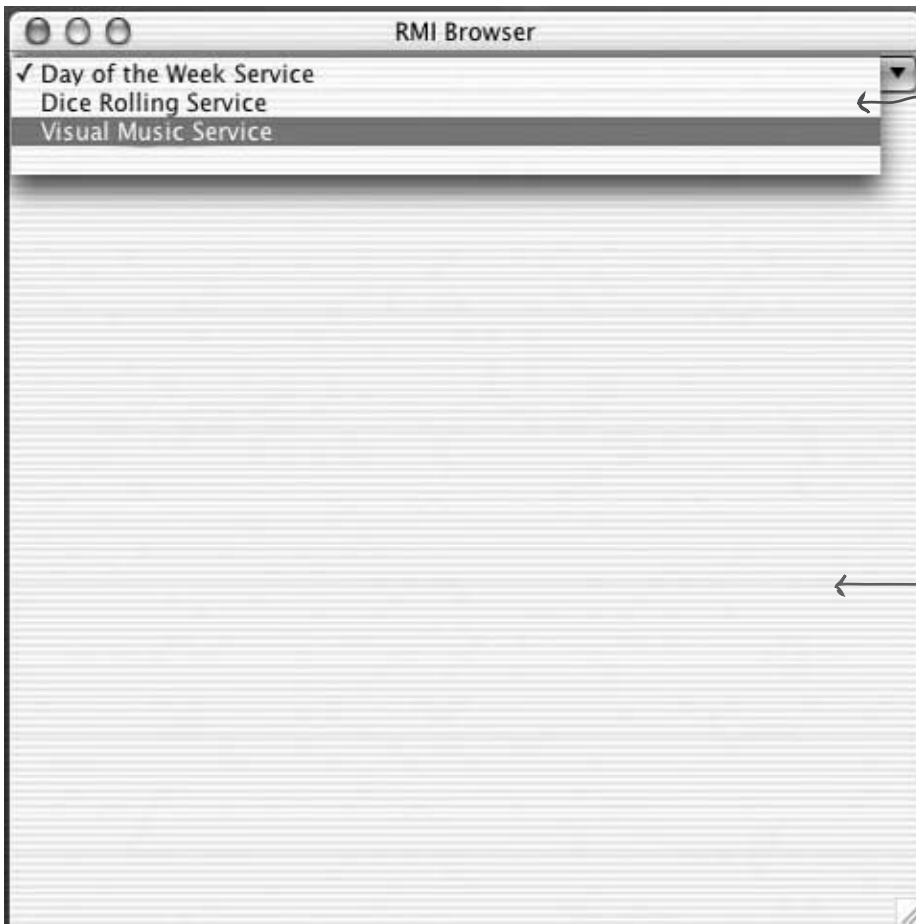 RMI Browser
✓ Day of the Week Service
Dice Rolling Service
Visual Music Service